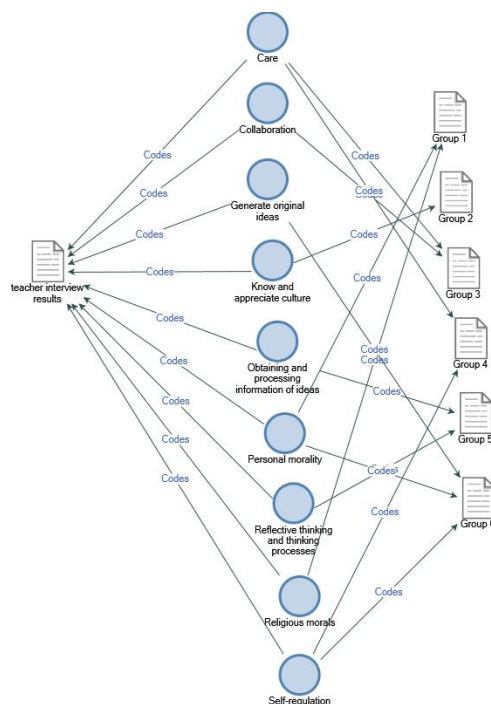 Care
Codes
Collaboration
Group 1
Codes
Codes
Codes
Generate original
ideas
Group 2
Codes
Codes
teacher interview
results
Codes
Know and
appreciate culture
Group 3
Codes
Obtaining and
processing
information of ideas
Codes
Codes
Group 4
Codes
Codes
Codes
Personal morality
Group 5
Codes
Codes
Codes
Codes
Reflective thinking
and thinking
processes
Group 6
Codes
Religious morals
Codes
Self-regulation